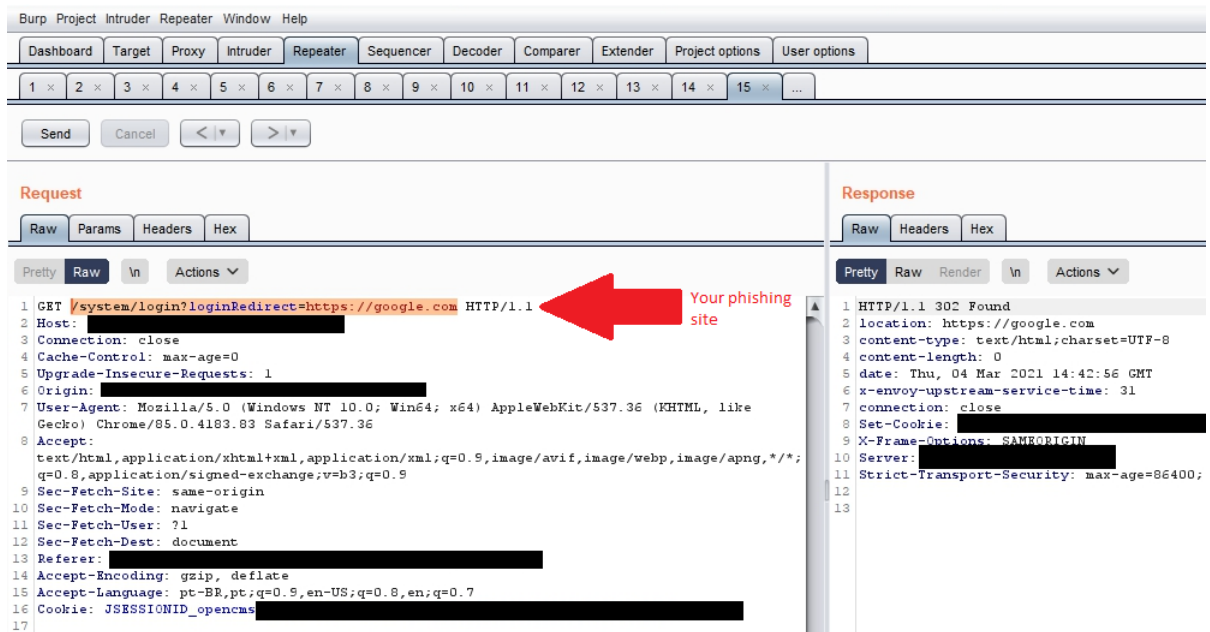 Burp Project Intruder Repeater Window Help
Dashboard Target Proxy Intruder Repeater Sequencer Decoder Comparer Extender Project options User options
1 × 2 × 3 × 4 × 5 × 6 × 7 × 8 × 9 × 10 × 11 × 12 × 13 × 14 × 15 × ...
Send Cancel < | ▼ > | ▼
Request
Raw Params Headers Hex
Pretty Raw \n Actions
1 GET /system/login?loginRedirect=https://google.com HTTP/1.1
2 Host:
3 Connection: close
4 Cache-Control: max-age=0
5 Upgrade-Insecure-Requests: 1
6 Origin:
7 User-Agent: Mozilla/5.0 (Windows NT 10.0; Win64; x64) AppleWebKit/537.36 (KHTML, like
Gecko) Chrome/85.0.4183.83 Safari/537.36
8 Accept:
text/html,application/xhtml+xml,application/xml;q=0.9,image/avif,image/webp,image/apng,*/*;
q=0.8,application/signed-exchange;v=b3;q=0.9
9 Sec-Fetch-Site: same-origin
10 Sec-Fetch-Mode: navigate
11 Sec-Fetch-User: ?1
12 Sec-Fetch-Dest: document
13 Referer:
14 Accept-Encoding: gzip, deflate
15 Accept-Language: pt-BR,pt;q=0.9,en-US;q=0.8,en;q=0.7
16 Cookie: JSESSIONID_opencms
17
Your phishing
site
Response
Raw Headers Hex
Pretty Raw Render \n Actions
1 HTTP/1.1 302 Found
2 location: https://google.com
3 content-type: text/html;charset=UTF-8
4 content-length: 0
5 date: Thu, 04 Mar 2021 14:42:56 GMT
6 x-envoy-upstream-service-time: 31
7 connection: close
8 Set-Cookie:
9 X-Frame-Options: SAMEORIGIN
10 Server:
11 Strict-Transport-Security: max-age=86400;
12
13